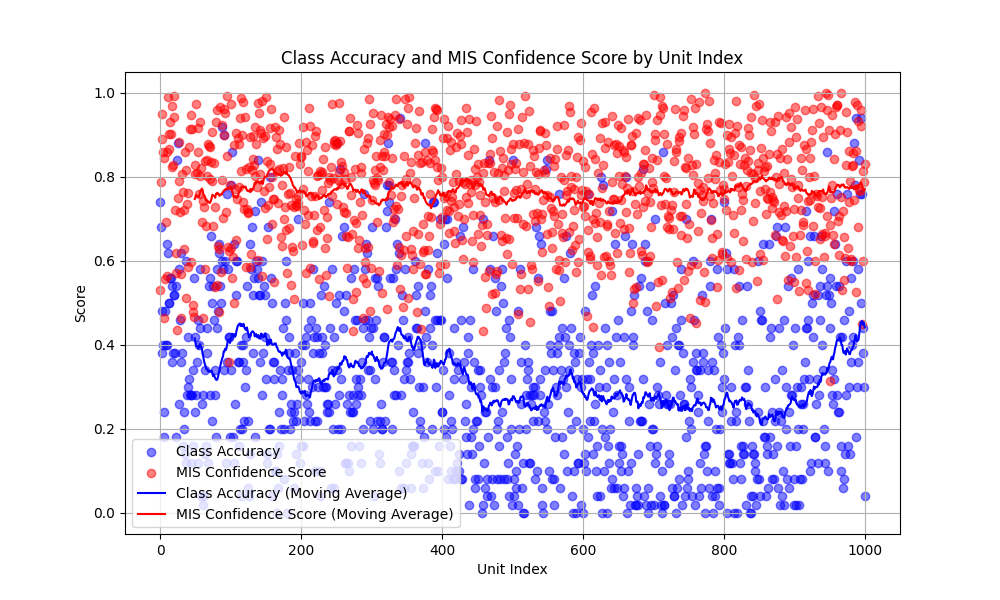 Class Accuracy and MIS Confidence Score by Unit Index
1.0
0.8
0.6
0.4
0.2
0.0
Score
Class Accuracy
MIS Confidence Score
Class Accuracy (Moving Average)
MIS Confidence Score (Moving Average)
0 200 400 600 800 1000
Unit Index